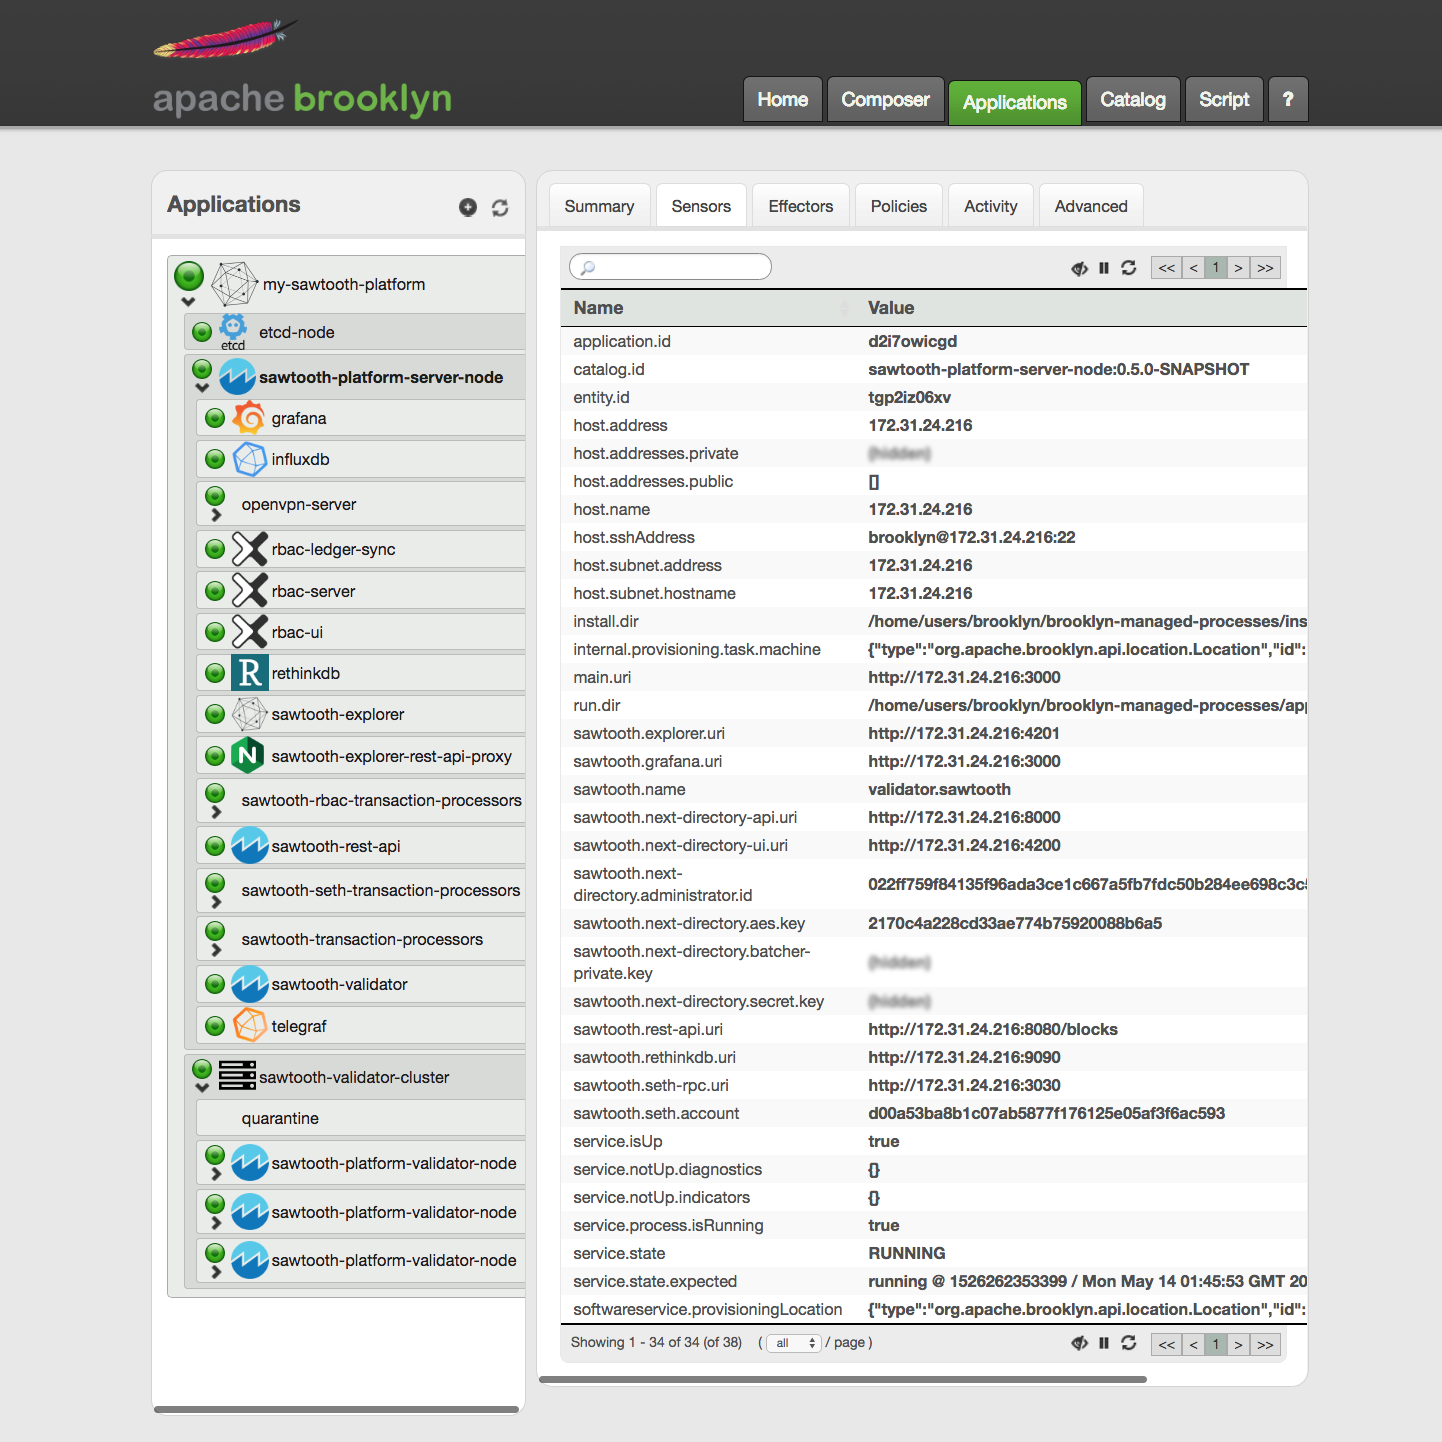 apache brooklyn
Home
Composer
Applications
Catalog
Script
?
Applications
my-sawtooth-platform
etcd
etcd-node
sawtooth-platform-server-node
grafana
influxdb
openvpn-server
rbac-ledger-sync
rbac-server
rbac-ui
R
rethinkdb
sawtooth-explorer
N
sawtooth-explorer-rest-api-proxy
sawtooth-rbac-transaction-processors
sawtooth-rest-api
sawtooth-seth-transaction-processors
sawtooth-transaction-processors
sawtooth-validator
telegraf
sawtooth-validator-cluster
quarantine
sawtooth-platform-validator-node
sawtooth-platform-validator-node
sawtooth-platform-validator-node
Summary
Sensors
Effectors
Policies
Activity
Advanced
<< < 1 > >>
Name Value
application.id d2i7owicgd
catalog.id sawtooth-platform-server-node:0.5.0-SNAPSHOT
entity.id tgp2iz06xv
host.address 172.31.24.216
host.addresses.private (hidden)
host.addresses.public []
host.name 172.31.24.216
host.sshAddress brooklyn@172.31.24.216:22
host.subnet.address 172.31.24.216
host.subnet.hostname 172.31.24.216
install.dir /home/users/brooklyn/brooklyn-managed-processes/ins
internal.provisioning.task.machine {"type":"org.apache.brooklyn.api.location.Location","id":
main.uri http://172.31.24.216:3000
run.dir /home/users/brooklyn/brooklyn-managed-processes/app
sawtooth.explorer.uri http://172.31.24.216:4201
sawtooth.grafana.uri http://172.31.24.216:3000
sawtooth.name validator.sawtooth
sawtooth.next-directory-api.uri http://172.31.24.216:8000
sawtooth.next-directory-ui.uri http://172.31.24.216:4200
sawtooth.next-
directory.administrator.id 022ff759f84135f96ada3ce1c667a5fb7fdc50b284ee698c3c5
sawtooth.next-directory.aes.key 2170c4a228cd33ae774b75920088b6a5
sawtooth.next-directory.batcher-
private.key (hidden)
sawtooth.next-directory.secret.key (hidden)
sawtooth.rest-api.uri http://172.31.24.216:8080/blocks
sawtooth.rethinkdb.uri http://172.31.24.216:9090
sawtooth.seth-rpc.uri http://172.31.24.216:3030
sawtooth.seth.account d00a53ba8b1c07ab5877f176125e05af3f6ac593
service.isUp true
service.notUp.diagnostics {}
service.notUp.indicators {}
service.process.isRunning true
service.state RUNNING
service.state.expected running @ 1526262353399 / Mon May 14 01:45:53 GMT 20
softwareservice.provisioningLocation {"type":"org.apache.brooklyn.api.location.Location","id":
Showing 1 - 34 of 34 (of 38) ( all / page )
<< < 1 > >>